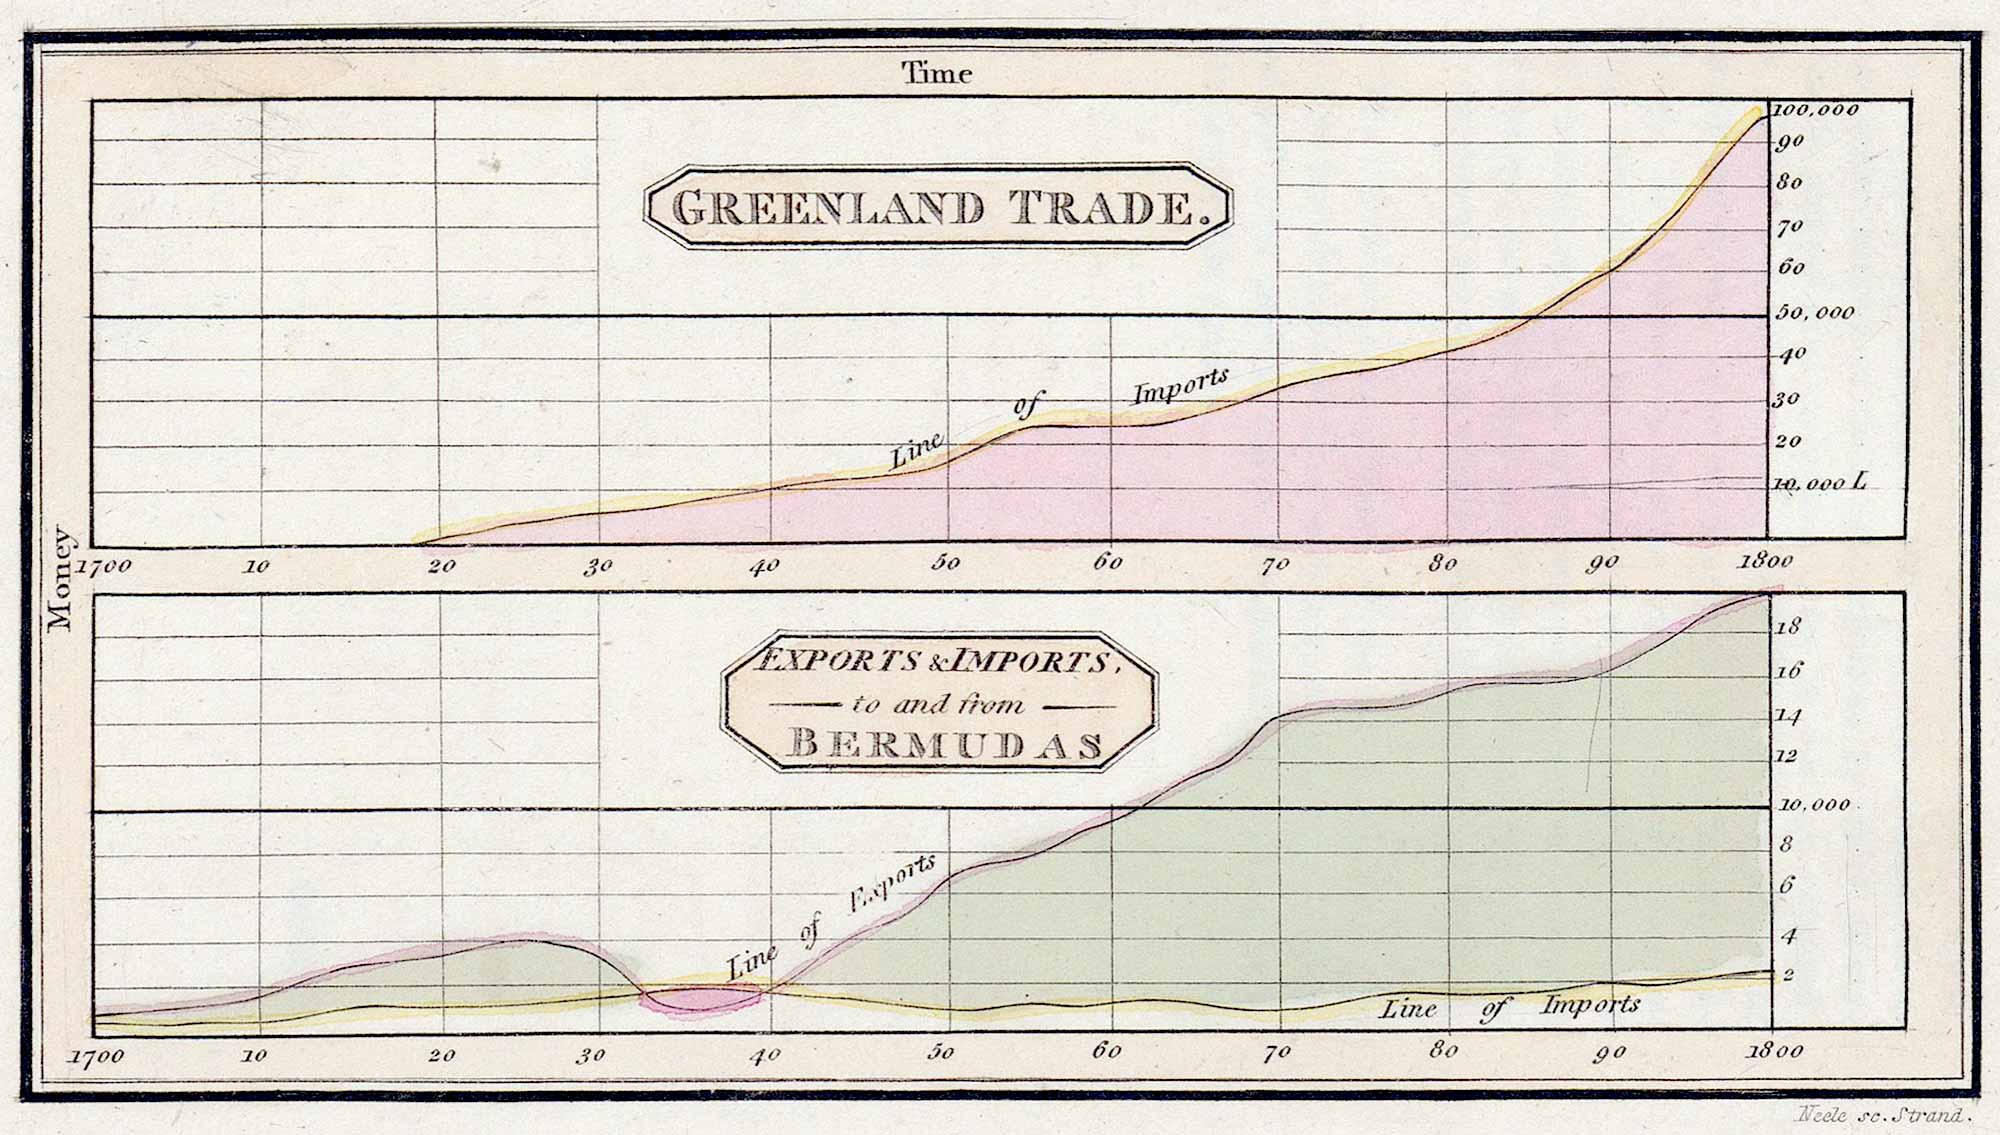 Time
GREENLAND TRADE.
100,000
90
80
70
60
50,000
40
30
20
10,000 L
Line of Imports
Money
1700 10 20 30 40 50 60 70 80 90 1800
EXPORTS & IMPORTS,
to and from
BERMUDAS
18
16
14
12
10,000
8
6
4
2
Line of Exports
Line of Imports
1700 10 20 30 40 50 60 70 80 90 1800
Neele sc. Strand.